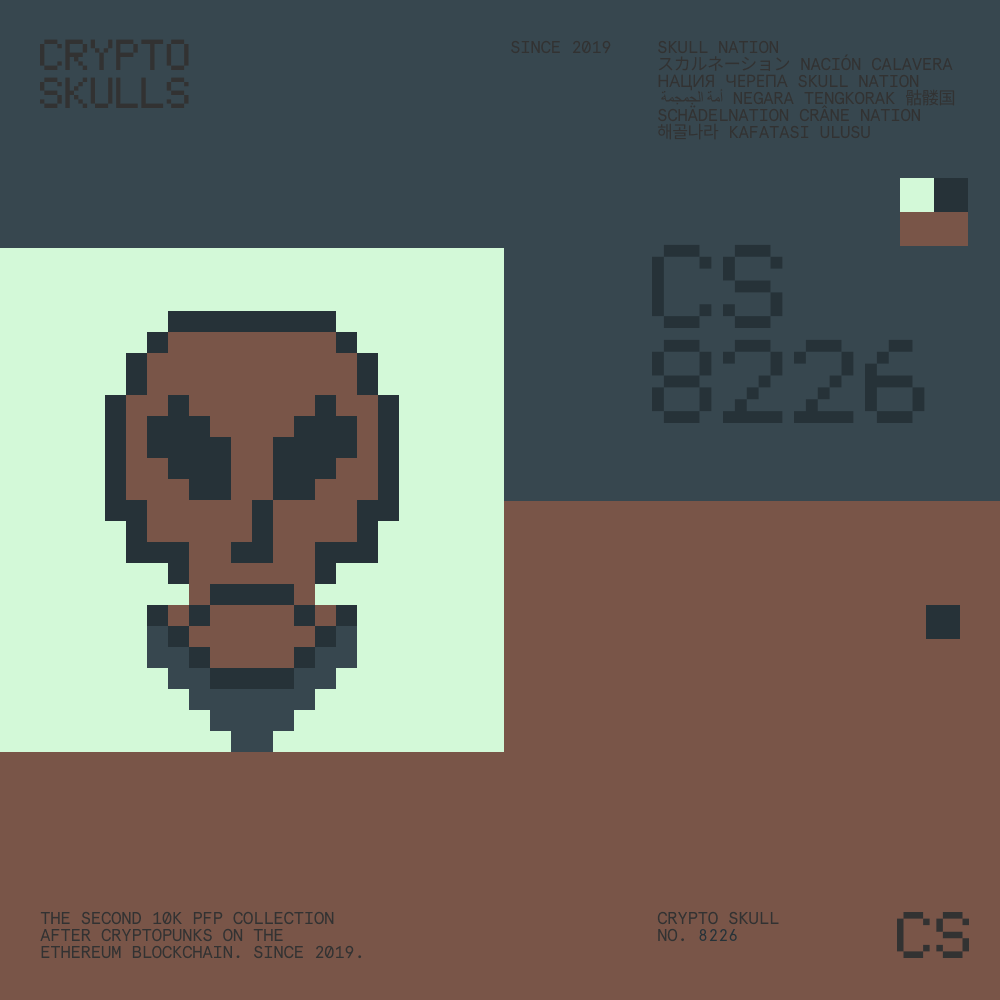 CRYPTO
SKULLS
SINCE 2019
SKULL NATION
スカルネーション NACIÓN CALAVERA
НАЦИЯ ЧЕРЕПА SKULL NATION
أمة الجمجمة NEGARA TENGKORAK 骷髅国
SCHÄDELNATION CRÂNE NATION
해골나라 KAFATASI ULUSU
CS
8226
THE SECOND 10K PFP COLLECTION
AFTER CRYPTOPUNKS ON THE
ETHEREUM BLOCKCHAIN. SINCE 2019.
CRYPTO SKULL
NO. 8226
CS